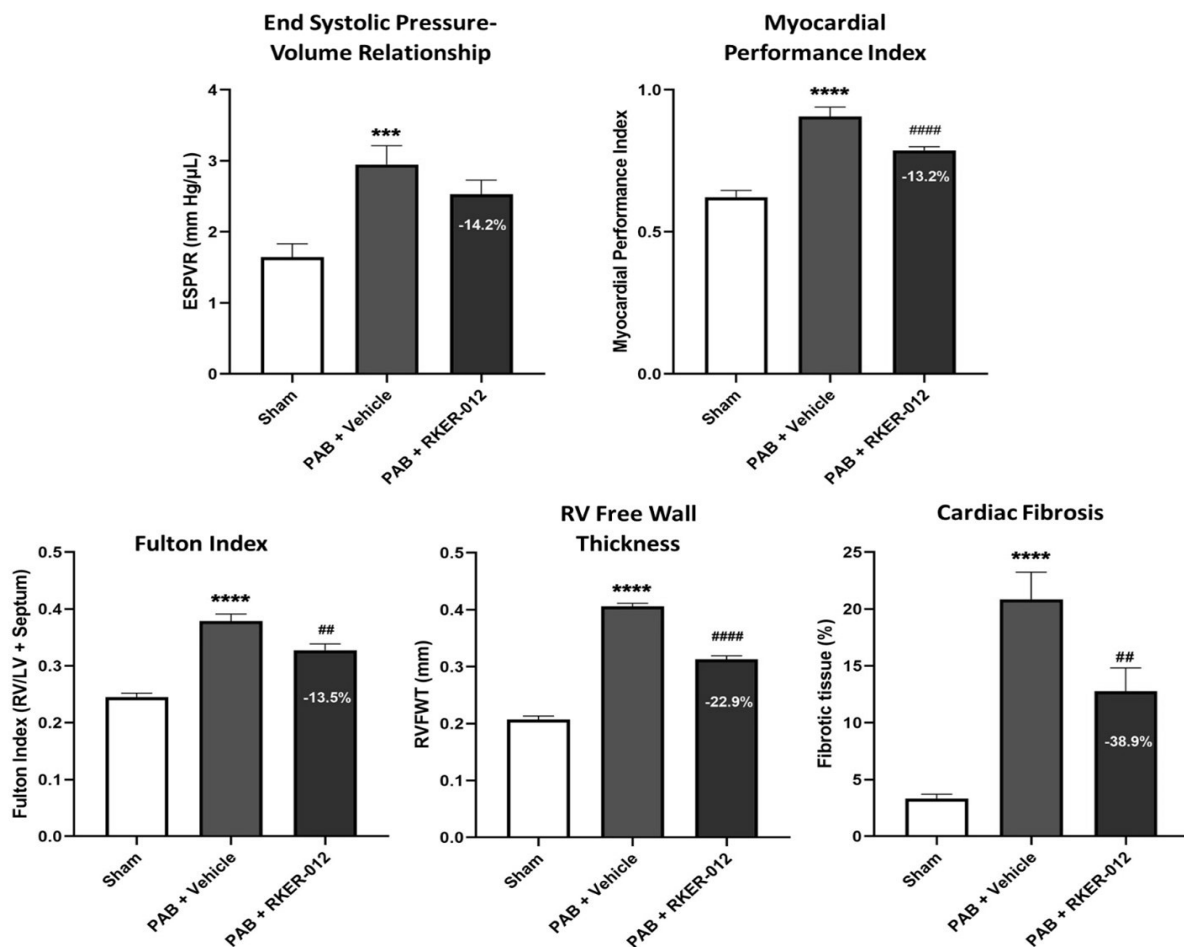 End Systolic Pressure-
Volume Relationship
ESPVR (mm Hg/µL)
4
3
2
1
0
***
-14.2%
Sham
PAB + Vehicle
PAB + RKER-012
Myocardial
Performance Index
Myocardial Performance Index
1.0
0.5
0.0
****
####
-13.2%
Sham
PAB + Vehicle
PAB + RKER-012
Fulton Index
Fulton Index (RV/LV + Septum)
0.5
0.4
0.3
0.2
0.1
0.0
****
##
-13.5%
Sham
PAB + Vehicle
PAB + RKER-012
RV Free Wall
Thickness
RVFWT (mm)
0.5
0.4
0.3
0.2
0.1
0.0
****
####
-22.9%
Sham
PAB + Vehicle
PAB + RKER-012
Cardiac Fibrosis
Fibrotic tissue (%)
25
20
15
10
5
0
****
##
-38.9%
Sham
PAB + Vehicle
PAB + RKER-012